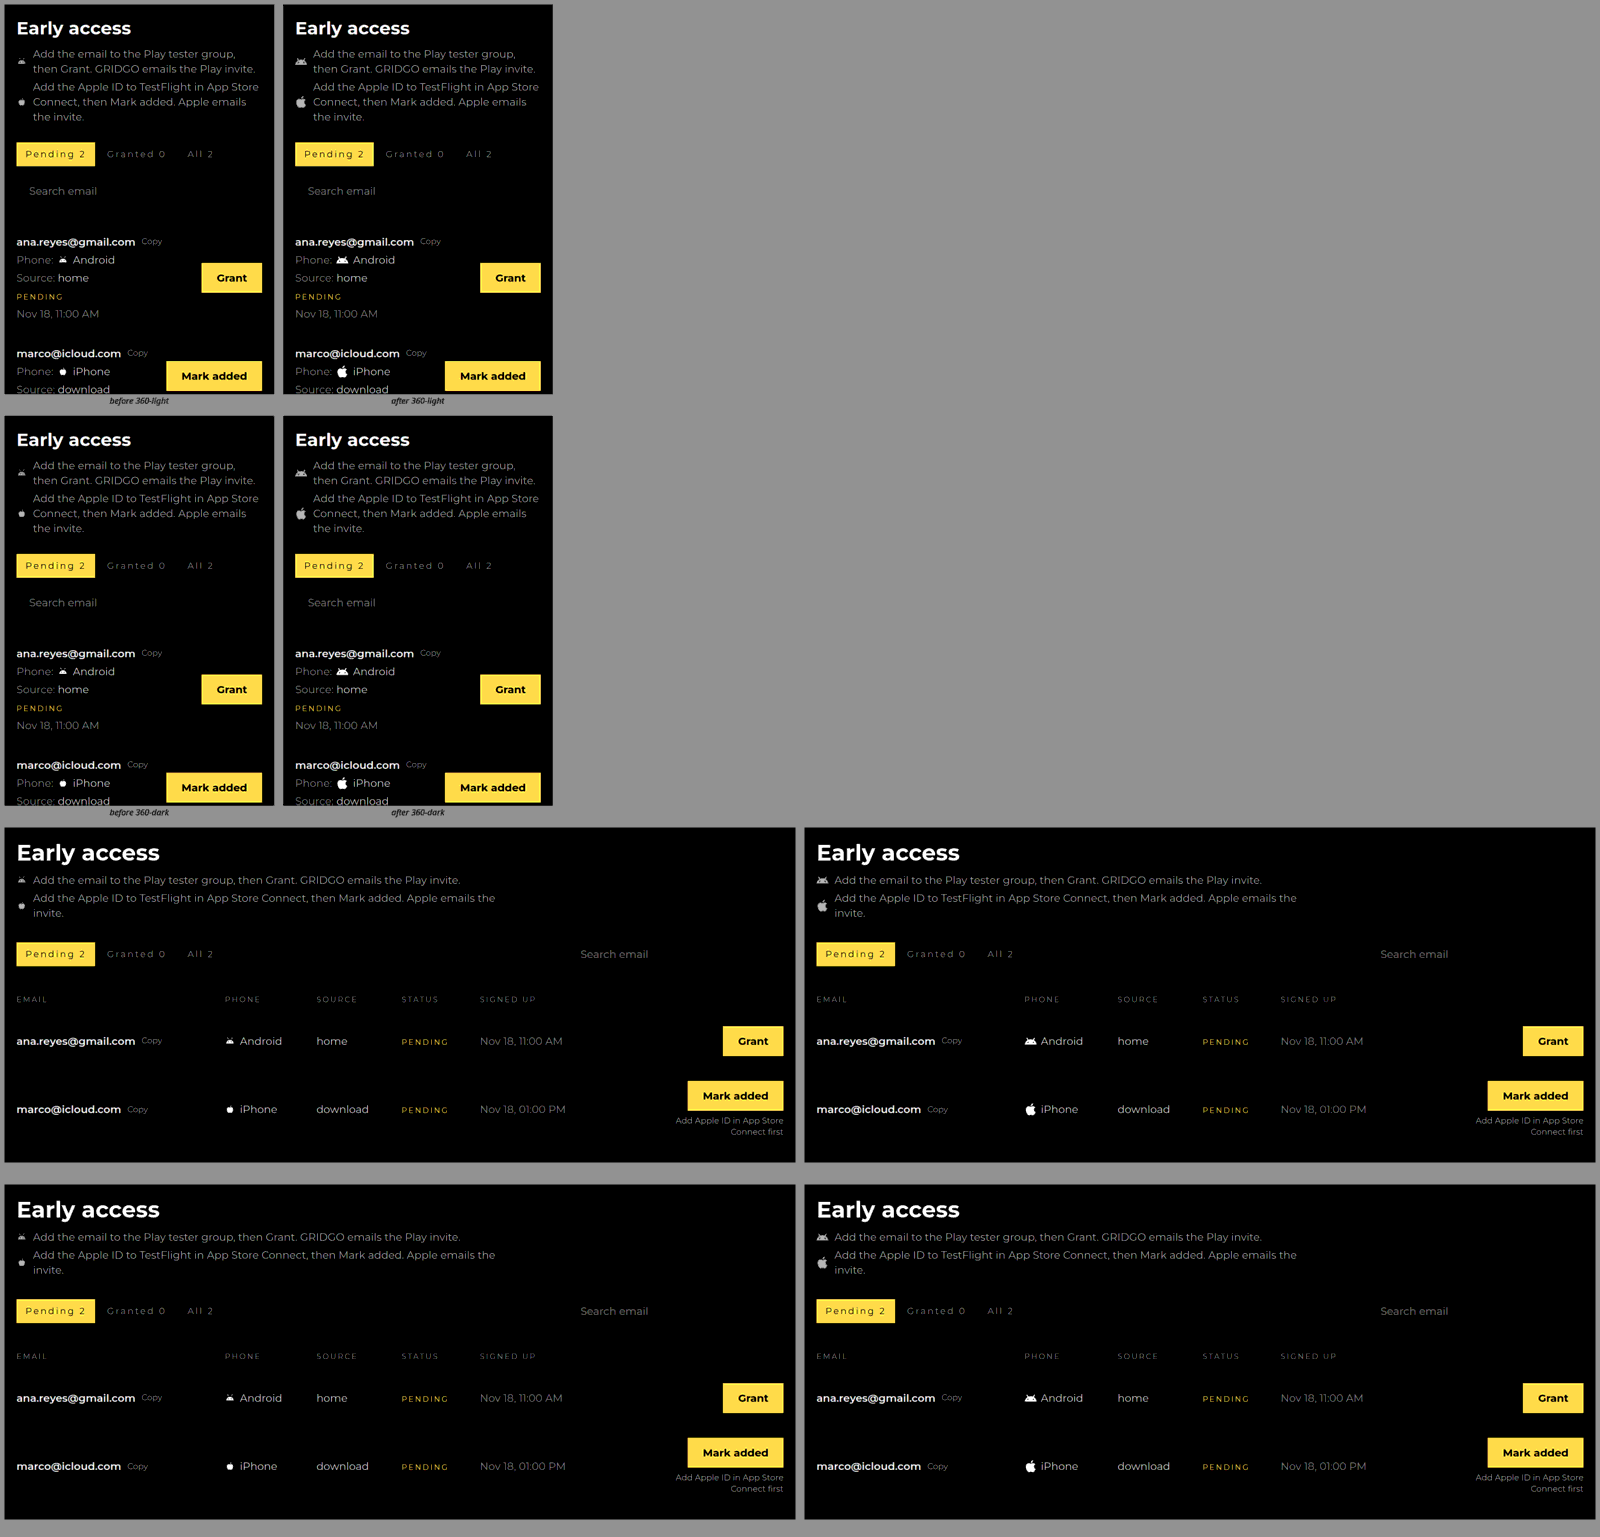 Early access
Add the email to the Play tester group,
then Grant. GRIDGO emails the Play invite.
Add the Apple ID to TestFlight in App Store
Connect, then Mark added. Apple emails
the invite.
Pending 2 Granted 0 All 2
Search email
ana.reyes@gmail.com Copy
Phone: Android
Source: home
Grant
PENDING
Nov 18, 11:00 AM
marco@icloud.com Copy
Phone: iPhone
Mark added
Source: download
before 360-light
Early access
Add the email to the Play tester group,
then Grant. GRIDGO emails the Play invite.
Add the Apple ID to TestFlight in App Store
Connect, then Mark added. Apple emails
the invite.
Pending 2 Granted 0 All 2
Search email
ana.reyes@gmail.com Copy
Phone: Android
Source: home
Grant
PENDING
Nov 18, 11:00 AM
marco@icloud.com Copy
Phone: iPhone
Mark added
Source: download
after 360-light
Early access
Add the email to the Play tester group,
then Grant. GRIDGO emails the Play invite.
Add the Apple ID to TestFlight in App Store
Connect, then Mark added. Apple emails
the invite.
Pending 2 Granted 0 All 2
Search email
ana.reyes@gmail.com Copy
Phone: Android
Source: home
Grant
PENDING
Nov 18, 11:00 AM
marco@icloud.com Copy
Phone: iPhone
Mark added
Source: download
before 360-dark
Early access
Add the email to the Play tester group,
then Grant. GRIDGO emails the Play invite.
Add the Apple ID to TestFlight in App Store
Connect, then Mark added. Apple emails
the invite.
Pending 2 Granted 0 All 2
Search email
ana.reyes@gmail.com Copy
Phone: Android
Source: home
Grant
PENDING
Nov 18, 11:00 AM
marco@icloud.com Copy
Phone: iPhone
Mark added
Source: download
after 360-dark
Early access
Add the email to the Play tester group, then Grant. GRIDGO emails the Play invite.
Add the Apple ID to TestFlight in App Store Connect, then Mark added. Apple emails the
invite.
Pending 2 Granted 0 All 2 Search email
EMAIL PHONE SOURCE STATUS SIGNED UP
ana.reyes@gmail.com Copy Android home PENDING Nov 18, 11:00 AM Grant
Mark added
marco@icloud.com Copy iPhone download PENDING Nov 18, 01:00 PM
Add Apple ID in App Store
Connect first
Early access
Add the email to the Play tester group, then Grant. GRIDGO emails the Play invite.
Add the Apple ID to TestFlight in App Store Connect, then Mark added. Apple emails the
invite.
Pending 2 Granted 0 All 2 Search email
EMAIL PHONE SOURCE STATUS SIGNED UP
ana.reyes@gmail.com Copy Android home PENDING Nov 18, 11:00 AM Grant
Mark added
marco@icloud.com Copy iPhone download PENDING Nov 18, 01:00 PM
Add Apple ID in App Store
Connect first
Early access
Add the email to the Play tester group, then Grant. GRIDGO emails the Play invite.
Add the Apple ID to TestFlight in App Store Connect, then Mark added. Apple emails the
invite.
Pending 2 Granted 0 All 2 Search email
EMAIL PHONE SOURCE STATUS SIGNED UP
ana.reyes@gmail.com Copy Android home PENDING Nov 18, 11:00 AM Grant
Mark added
marco@icloud.com Copy iPhone download PENDING Nov 18, 01:00 PM
Add Apple ID in App Store
Connect first
Early access
Add the email to the Play tester group, then Grant. GRIDGO emails the Play invite.
Add the Apple ID to TestFlight in App Store Connect, then Mark added. Apple emails the
invite.
Pending 2 Granted 0 All 2 Search email
EMAIL PHONE SOURCE STATUS SIGNED UP
ana.reyes@gmail.com Copy Android home PENDING Nov 18, 11:00 AM Grant
Mark added
marco@icloud.com Copy iPhone download PENDING Nov 18, 01:00 PM
Add Apple ID in App Store
Connect first